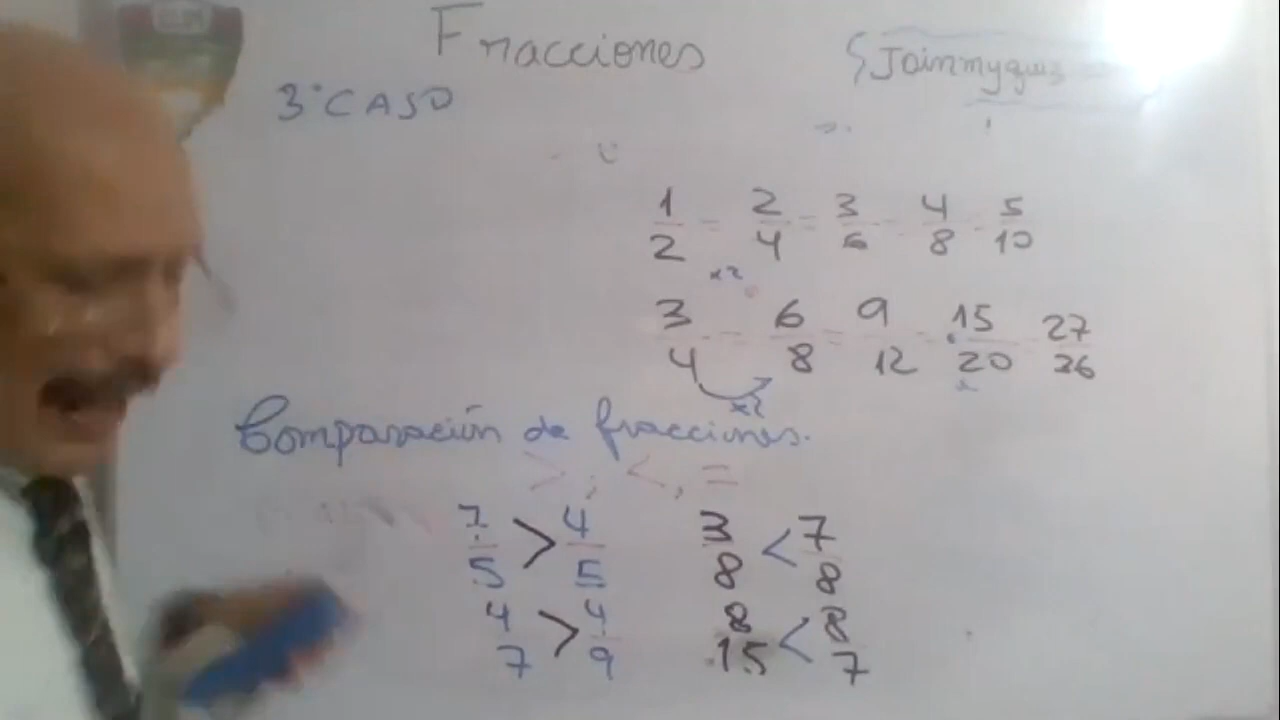 Fracciones
3° CASO
1/2 = 2/4 = 3/6 = 4/8 = 5/10
x2
3/4 = 6/8 = 9/12 = 15/20 = 27/36
x2
Comparación de fracciones.
> ; < , =
7/5 > 4/5 3/8 < 7/8
4/7 > 4/9 8/15 < 8/7